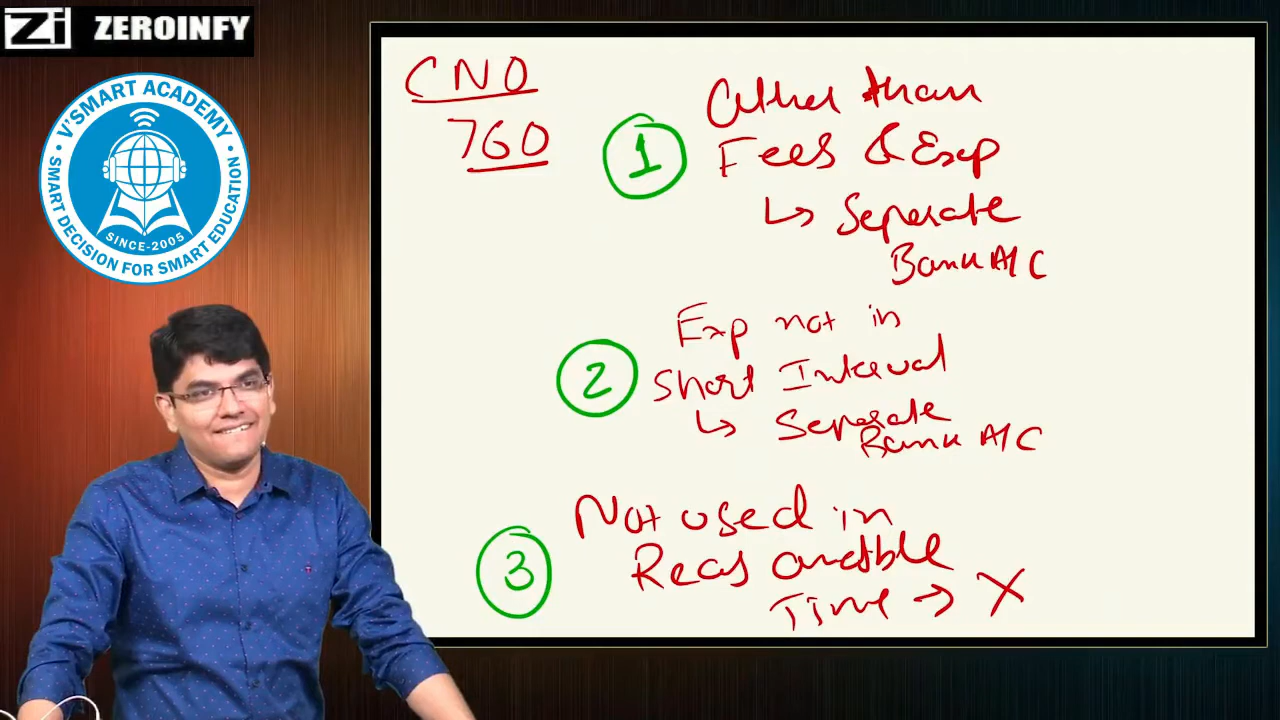 Zi ZEROINFY
V'SMART ACADEMY
SINCE-2005
SMART DECISION FOR SMART EDUCATION
CNO
760
1 Other than
Fees & Exp
↳ Seperate
Bank A/C
2 Exp not in
Short Interval
↳ Seperate
Bank A/C
3 Not used in
Reasonable
Time → X